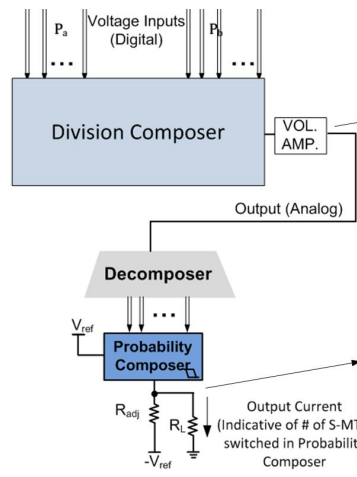 Voltage Inputs
(Digital)
Pa
Pb
...
...
Division Composer
VOL.
AMP.
Output (Analog)
Decomposer
...
Vref
Probability
Composer
Radj
RL
-Vref
Output Current
(Indicative of # of S-MT
switched in Probabilit
Composer